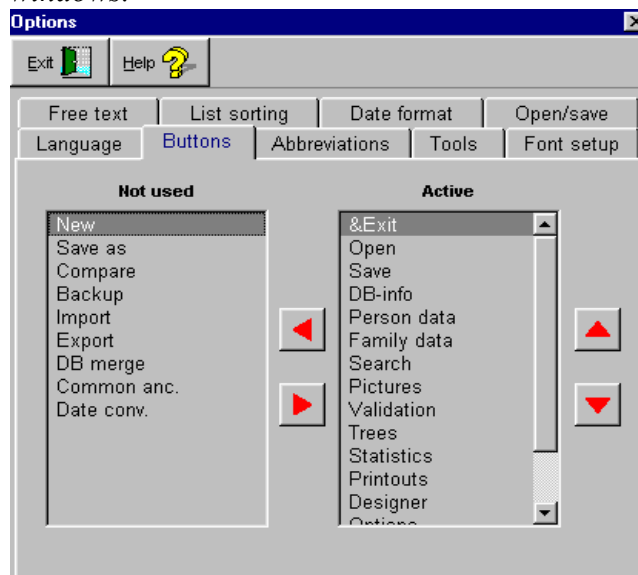 windows.
Options
Exit Help
Free text List sorting Date format Open/save
Language Buttons Abbreviations Tools Font setup
Not used Active
New
Save as
Compare
Backup
Import
Export
DB merge
Common anc.
Date conv.
&Exit
Open
Save
DB-info
Person data
Family data
Search
Pictures
Validation
Trees
Statistics
Printouts
Designer
Options